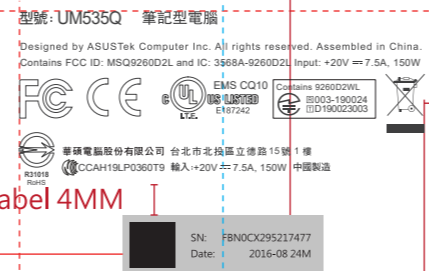 型號: UM535Q 筆記型電腦
Designed by ASUSTek Computer Inc. All rights reserved. Assembled in China.
Contains FCC ID: MSQ9260D2L and IC: 3568A-9260D2L Input: +20V ⎓ 7.5A, 150W
FC CE c UL US LISTED EMS CQ10
I.T.E. E187242
Contains 9260D2WL
R 003-190024
T D190023003
華碩電腦股份有限公司 台北市北投區立德路15號1樓
R31018
RoHS
CCAH19LP0360T9 輸入:+20V ⎓ 7.5A, 150W 中國製造
abel 4MM
SN: FBN0CX295217477
Date: 2016-08 24M